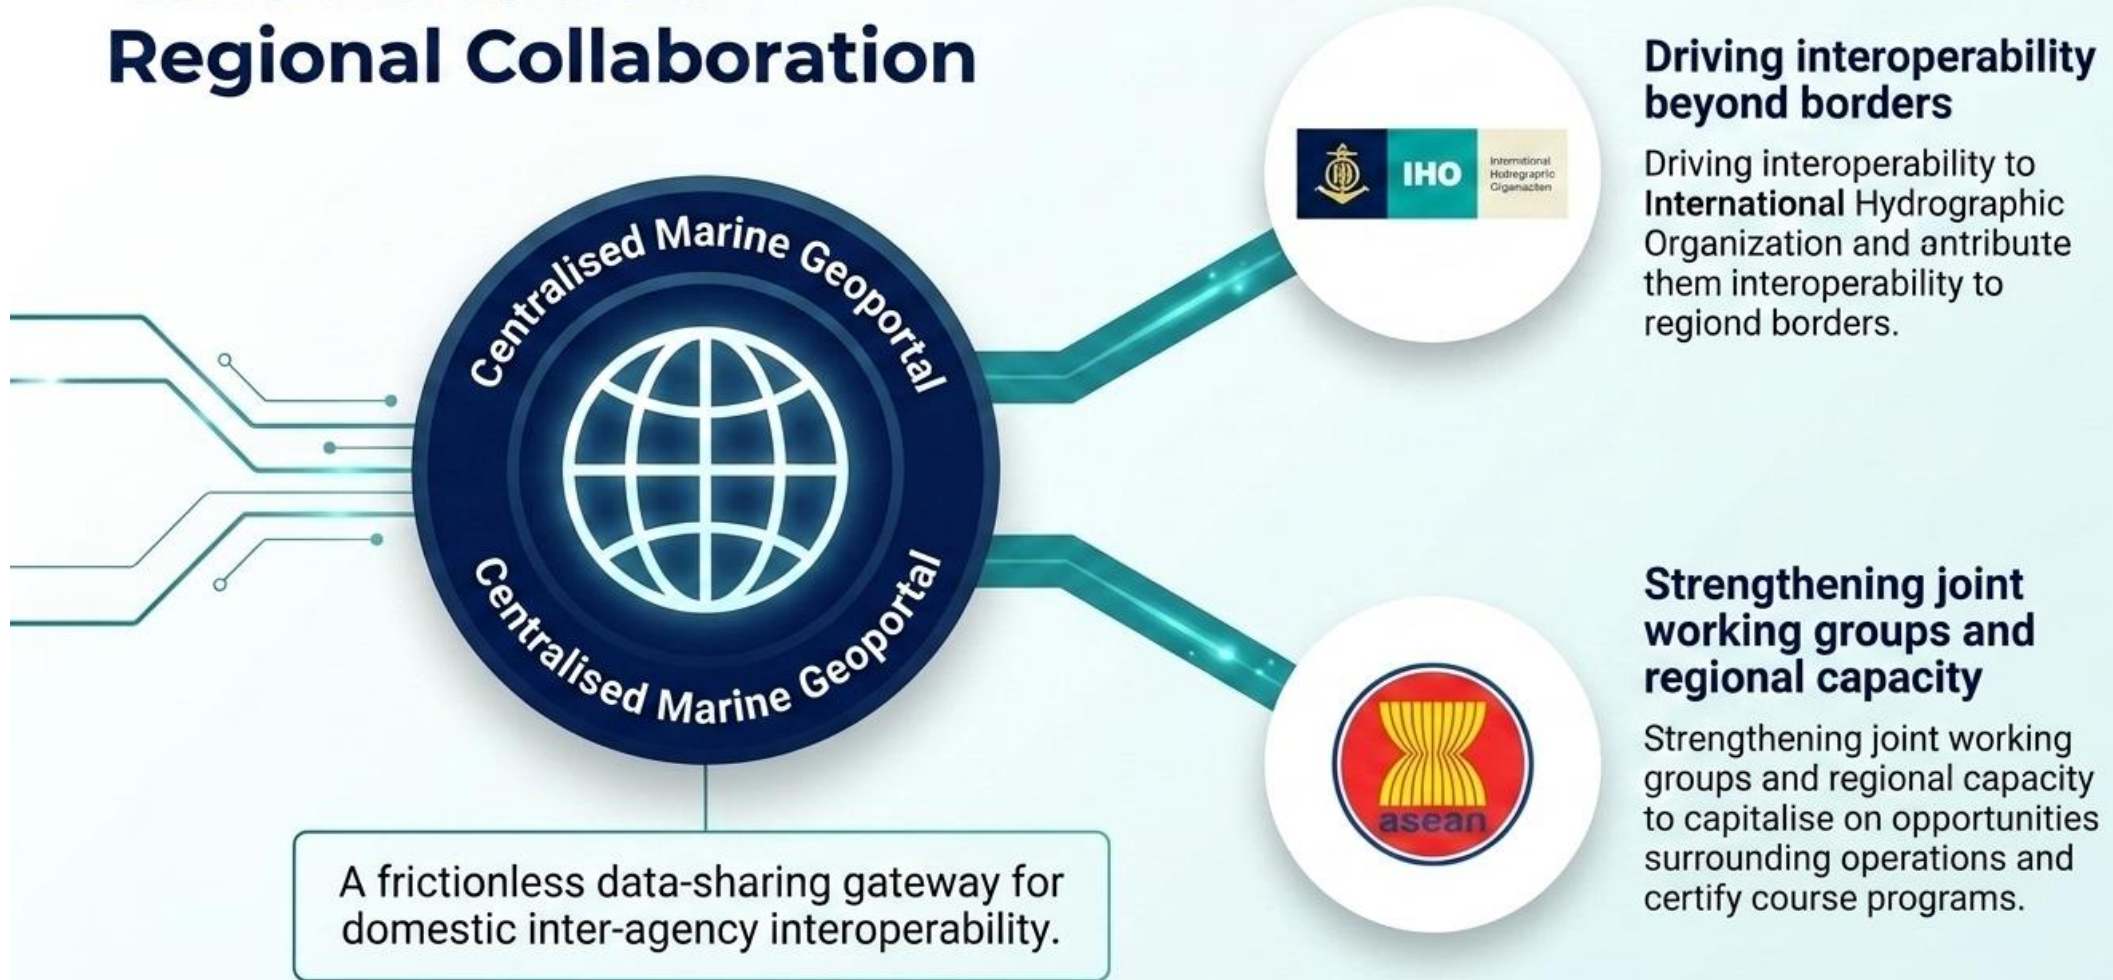 Regional Collaboration
Centralised Marine Geoportal
Centralised Marine Geoportal
A frictionless data-sharing gateway for
domestic inter-agency interoperability.
IHO
International
Hodregraprlc
Giganacten
Driving interoperability
beyond borders
Driving interoperability to
International Hydrographic
Organization and antribuıte
them interoperability to
regiond borders.
asean
Strengthening joint
working groups and
regional capacity
Strengthening joint working
groups and regional capacity
to capitalise on opportunities
surrounding operations and
certify course programs.